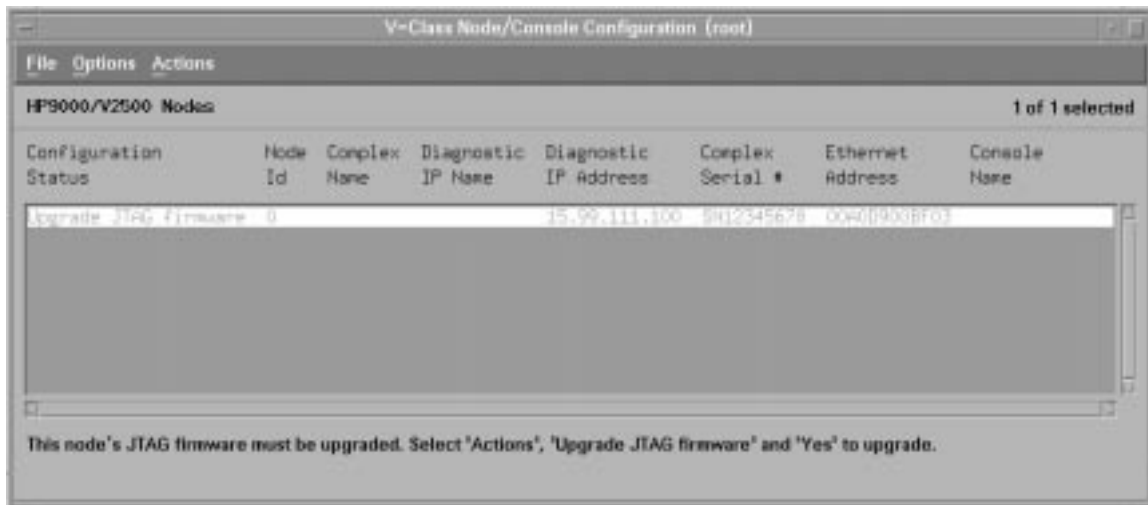 V-Class Node/Console Configuration (root)
File Options Actions
HP9000/V2500 Nodes 1 of 1 selected
Configuration Node Complex Diagnostic Diagnostic Complex Ethernet Console
Status Id Name IP Name IP Address Serial # Address Name
Upgrade JTAG firmware 0 15.99.111.100 SN12345678 00A0D900BF03
This node's JTAG firmware must be upgraded. Select "Actions", "Upgrade JTAG firmware" and "Yes" to upgrade.